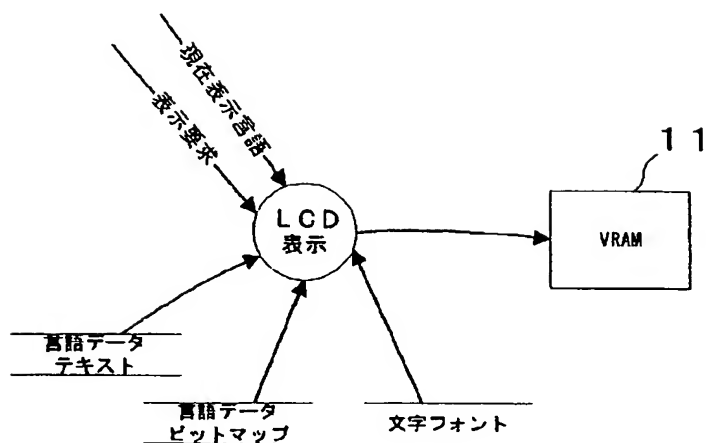 現在表示言語
表示要求
11
LCD
表示
VRAM
言語データ
テキスト
言語データ
ビットマップ
文字フォント